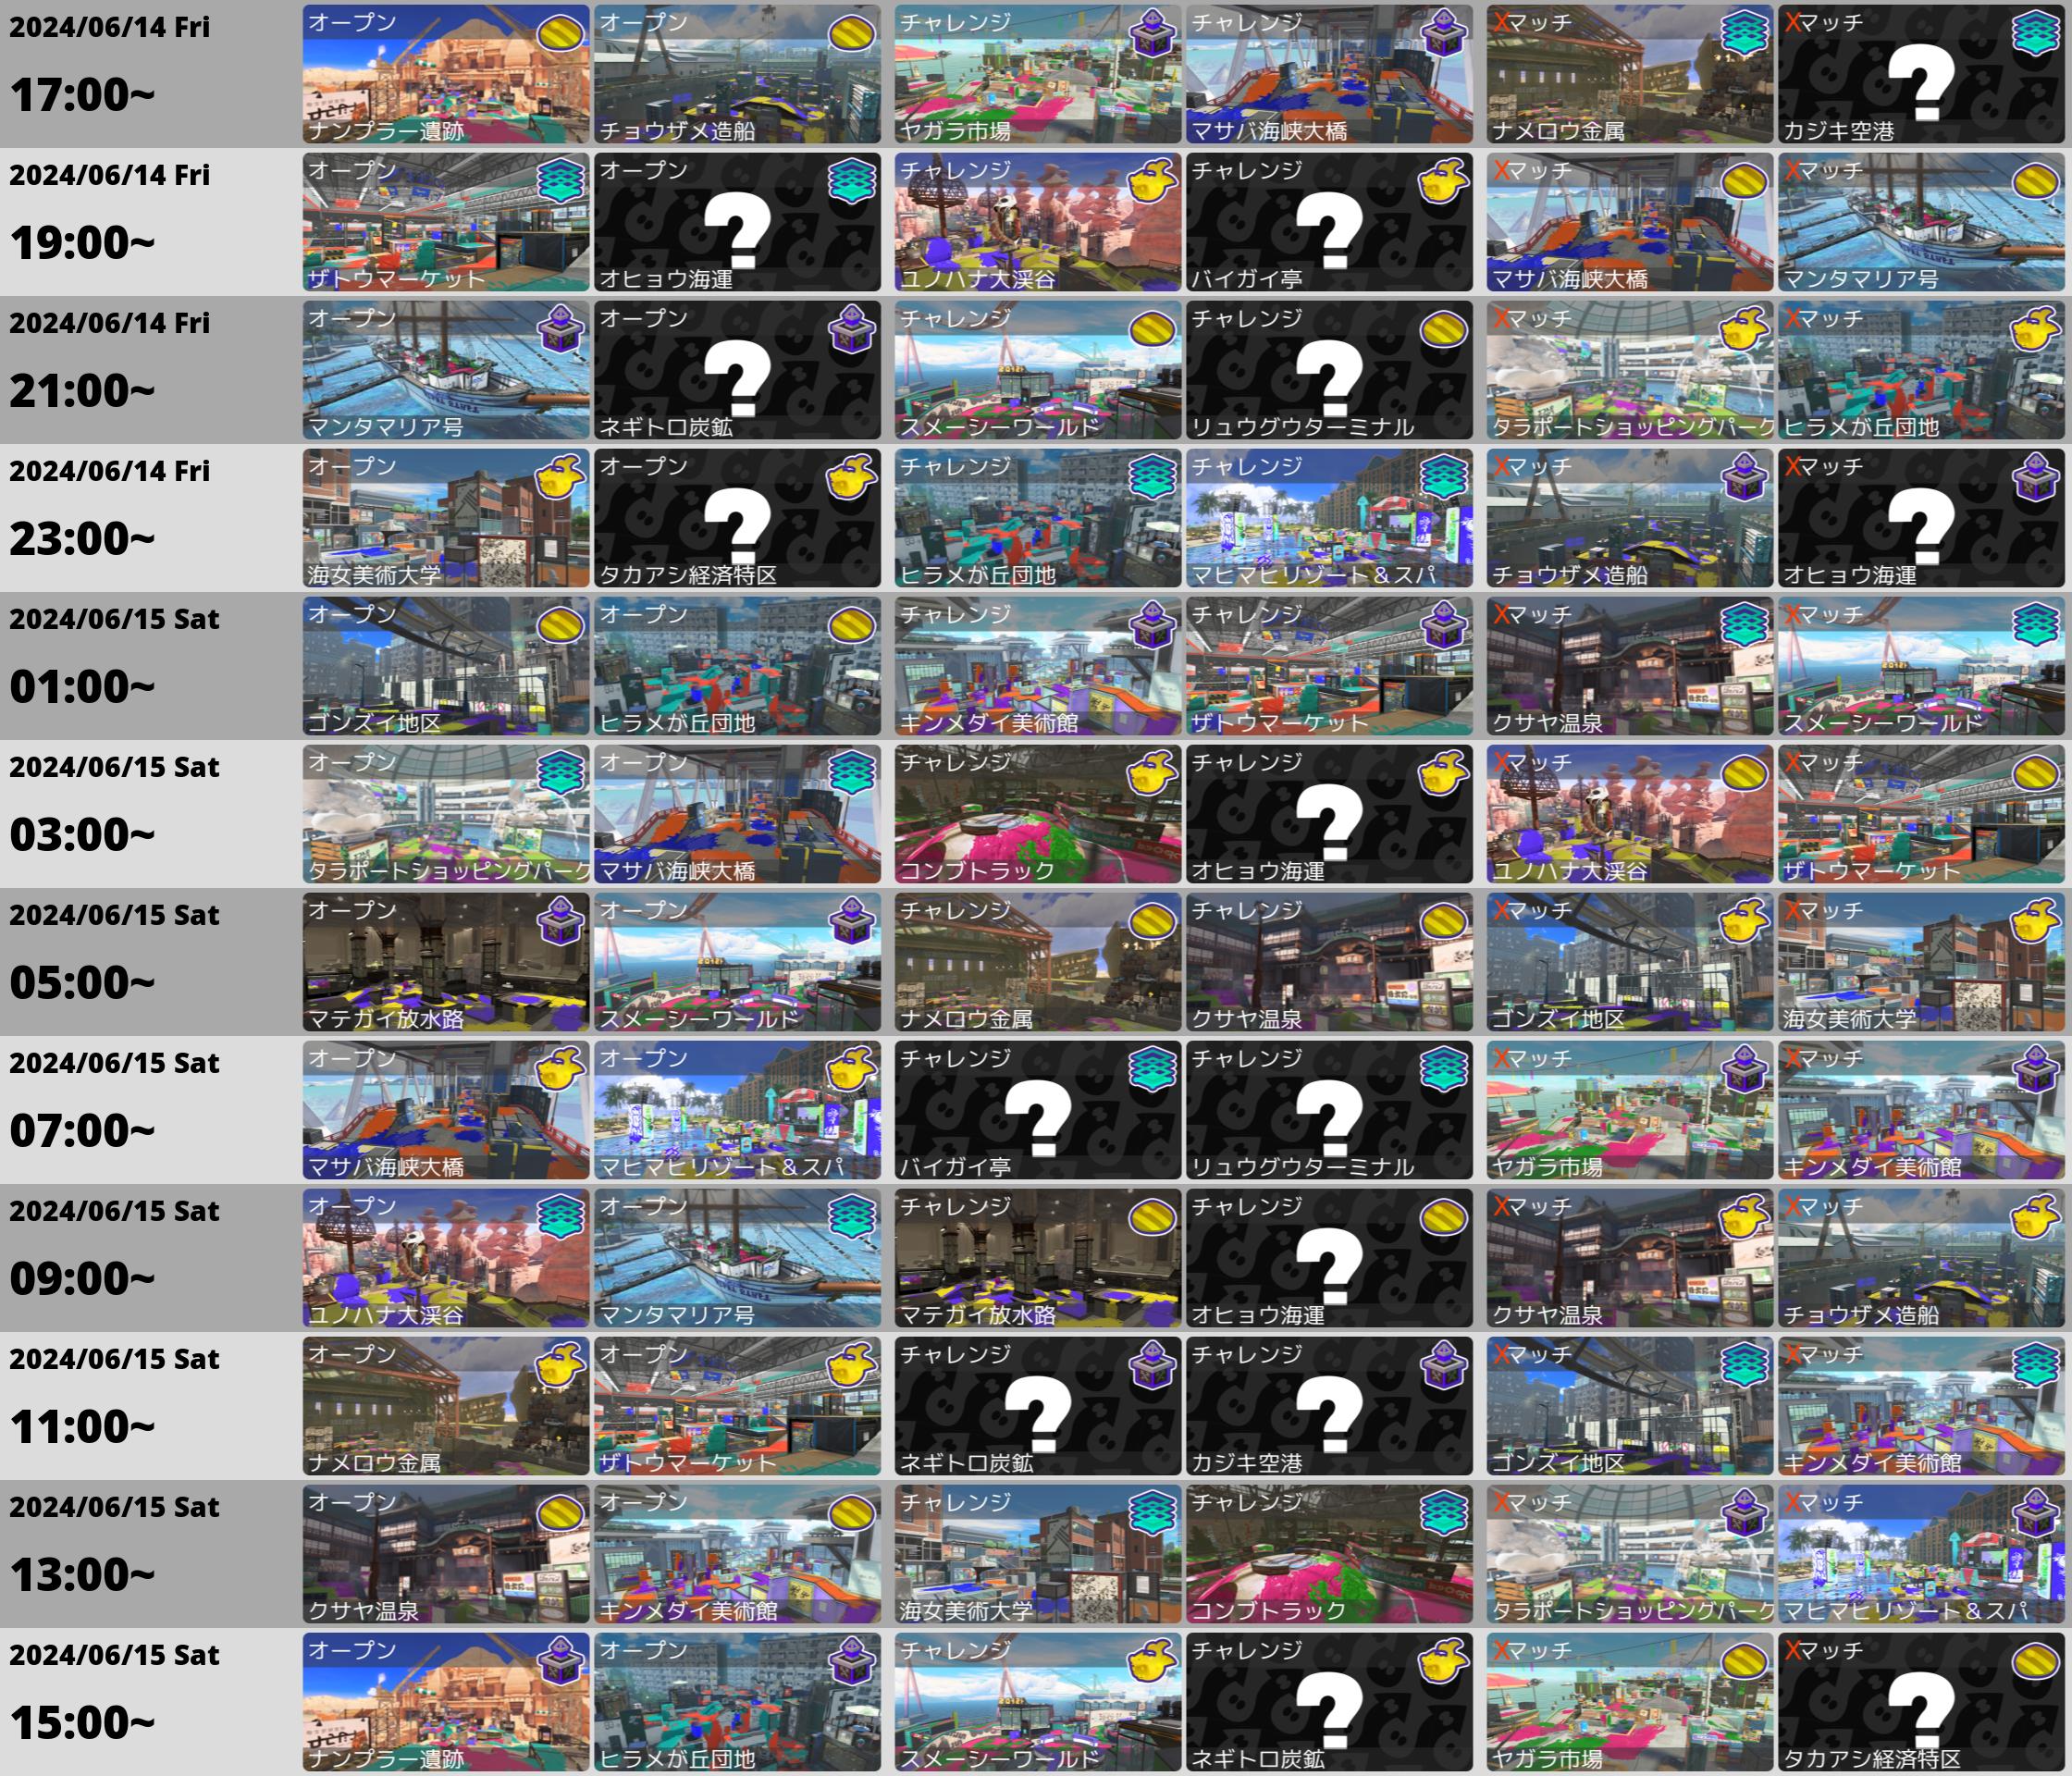 2024/06/14 Fri
17:00~
オープン オープン チャレンジ チャレンジ Xマッチ Xマッチ
ナンプラー遺跡 チョウザメ造船 ヤガラ市場 マサバ海峡大橋 ナメロウ金属 カジキ空港
2024/06/14 Fri
19:00~
オープン オープン チャレンジ チャレンジ Xマッチ Xマッチ
ザトウマーケット オヒョウ海運 ユノハナ大渓谷 バイガイ亭 マサバ海峡大橋 マンタマリア号
2024/06/14 Fri
21:00~
オープン オープン チャレンジ チャレンジ Xマッチ Xマッチ
マンタマリア号 ネギトロ炭鉱 スメーシーワールド リュウグウターミナル タラポートショッピングパーク ヒラメが丘団地
2024/06/14 Fri
23:00~
オープン オープン チャレンジ チャレンジ Xマッチ Xマッチ
海女美術大学 タカアシ経済特区 ヒラメが丘団地 マヒマヒリゾート&スパ チョウザメ造船 オヒョウ海運
2024/06/15 Sat
01:00~
オープン オープン チャレンジ チャレンジ Xマッチ Xマッチ
ゴンズイ地区 ヒラメが丘団地 キンメダイ美術館 ザトウマーケット クサヤ温泉 スメーシーワールド
2024/06/15 Sat
03:00~
オープン オープン チャレンジ チャレンジ Xマッチ Xマッチ
タラポートショッピングパーク マサバ海峡大橋 コンブトラック オヒョウ海運 ユノハナ大渓谷 ザトウマーケット
2024/06/15 Sat
05:00~
オープン オープン チャレンジ チャレンジ Xマッチ Xマッチ
マテガイ放水路 スメーシーワールド ナメロウ金属 クサヤ温泉 ゴンズイ地区 海女美術大学
2024/06/15 Sat
07:00~
オープン オープン チャレンジ チャレンジ Xマッチ Xマッチ
マサバ海峡大橋 マヒマヒリゾート&スパ バイガイ亭 リュウグウターミナル ヤガラ市場 キンメダイ美術館
2024/06/15 Sat
09:00~
オープン オープン チャレンジ チャレンジ Xマッチ Xマッチ
ユノハナ大渓谷 マンタマリア号 マテガイ放水路 オヒョウ海運 クサヤ温泉 チョウザメ造船
2024/06/15 Sat
11:00~
オープン オープン チャレンジ チャレンジ Xマッチ Xマッチ
ナメロウ金属 ザトウマーケット ネギトロ炭鉱 カジキ空港 ゴンズイ地区 キンメダイ美術館
2024/06/15 Sat
13:00~
オープン オープン チャレンジ チャレンジ Xマッチ Xマッチ
クサヤ温泉 キンメダイ美術館 海女美術大学 コンブトラック タラポートショッピングパーク マヒマヒリゾート&スパ
2024/06/15 Sat
15:00~
オープン オープン チャレンジ チャレンジ Xマッチ Xマッチ
ナンプラー遺跡 ヒラメが丘団地 スメーシーワールド ネギトロ炭鉱 ヤガラ市場 タカアシ経済特区